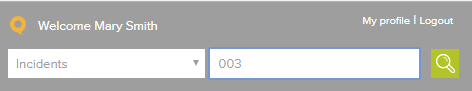 Welcome Mary Smith
My profile | Logout
Incidents
003